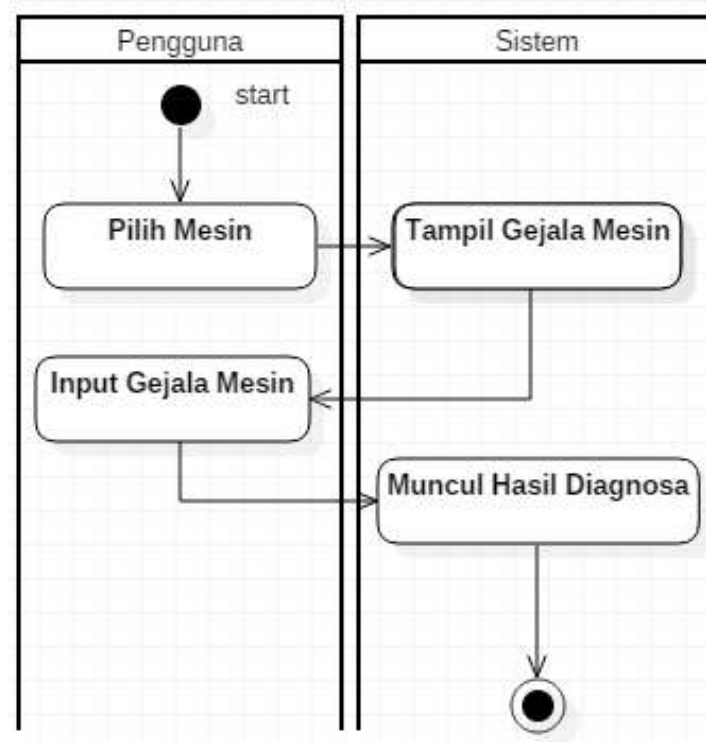 Pengguna
Sistem
start
Pilih Mesin
Tampil Gejala Mesin
Input Gejala Mesin
Muncul Hasil Diagnosa